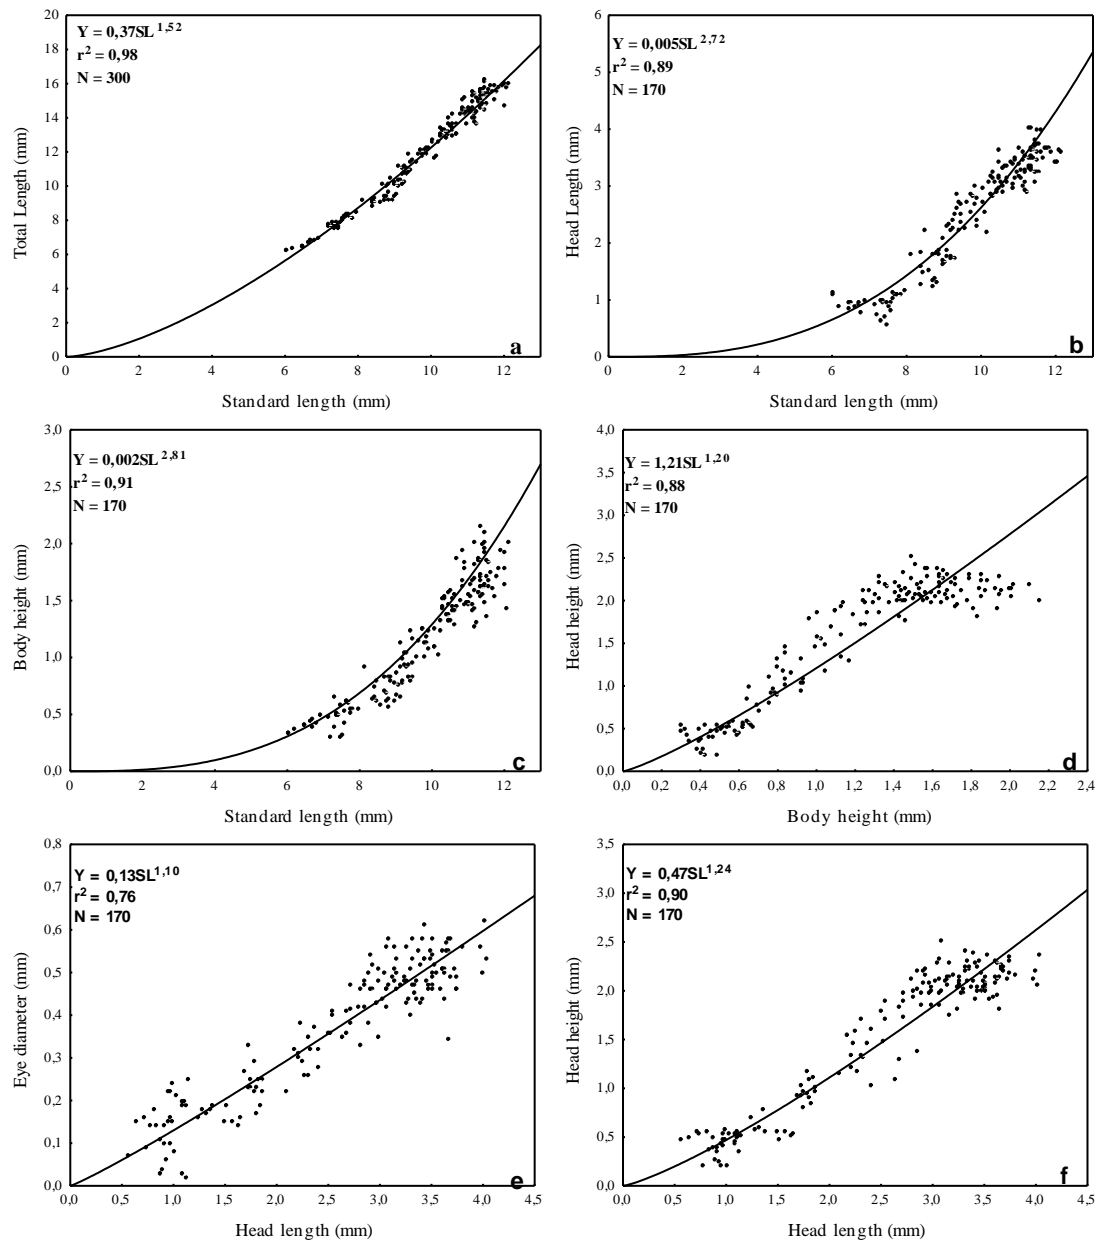 Y = 0,37SL^1,52
r² = 0,98
N = 300
20
18
16
14
12
10
8
6
4
2
0
Total Length (mm)
0 2 4 6 8 10 12
Standard length (mm)
a
Y = 0,005SL^2,72
r² = 0,89
N = 170
6
5
4
3
2
1
0
Head Length (mm)
0 2 4 6 8 10 12
Standard length (mm)
b
Y = 0,002SL^2,81
r² = 0,91
N = 170
3,0
2,5
2,0
1,5
1,0
0,5
0,0
Body height (mm)
0 2 4 6 8 10 12
Standard length (mm)
c
Y = 1,21SL^1,20
r² = 0,88
N = 170
4,0
3,5
3,0
2,5
2,0
1,5
1,0
0,5
0,0
Head height (mm)
0,0 0,2 0,4 0,6 0,8 1,0 1,2 1,4 1,6 1,8 2,0 2,2 2,4
Body height (mm)
d
Y = 0,13SL^1,10
r² = 0,76
N = 170
0,8
0,7
0,6
0,5
0,4
0,3
0,2
0,1
0,0
Eye diameter (mm)
0,0 0,5 1,0 1,5 2,0 2,5 3,0 3,5 4,0 4,5
Head length (mm)
e
Y = 0,47SL^1,24
r² = 0,90
N = 170
3,5
3,0
2,5
2,0
1,5
1,0
0,5
0,0
Head height (mm)
0,0 0,5 1,0 1,5 2,0 2,5 3,0 3,5 4,0 4,5
Head length (mm)
f